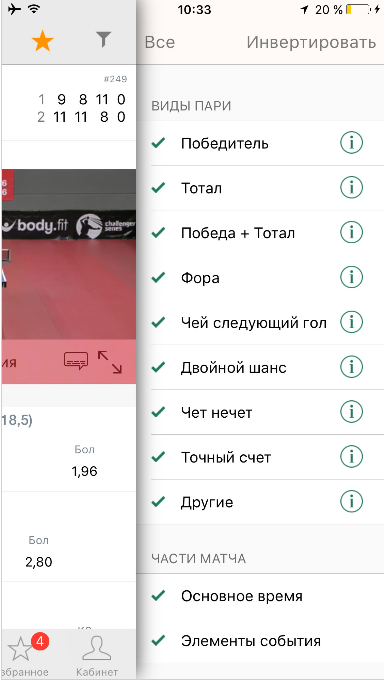 10:33
20 %
Все
Инвертировать
#249
1 9 8 11 0
2 11 11 8 0
ВИДЫ ПАРИ
Победитель
Тотал
Победа + Тотал
Фора
Чей следующий гол
Двойной шанс
Чет нечет
Точный счет
Другие
ЧАСТИ МАТЧА
Основное время
Элементы события
body.fit
challenger
series
ия
18,5)
Бол
1,96
Бол
2,80
4
збранное
Кабинет